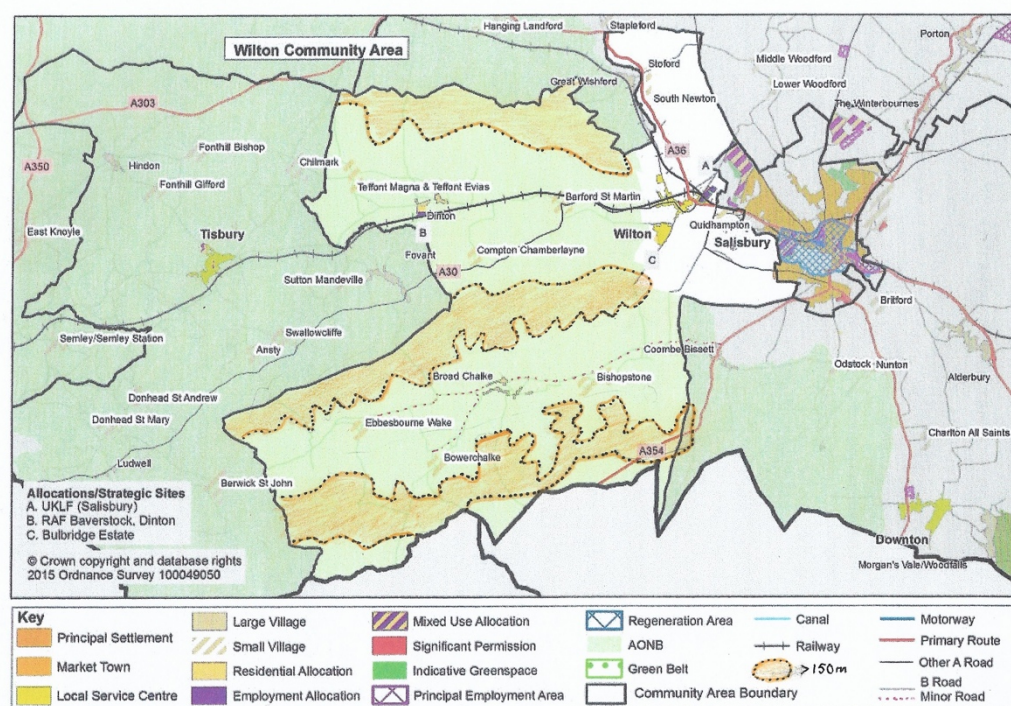 Wilton Community Area
Hanging Landford
Stapleford
Stoford
Middle Woodford
Porton
Lower Woodford
Great Wishford
South Newton
The Winterbournes
A303
A36
A
A350
Hindon
Fonthill Bishop
Chilmark
Fonthill Gifford
Teffont Magna & Teffont Evias
Barford St Martin
Dinton
B
East Knoyle
Tisbury
Wilton
Quidhampton
Salisbury
Fovant
Compton Chamberlayne
C
A30
Sutton Mandeville
Britford
Semley/Semley Station
Swallowcliffe
Ansty
Coombe Bissett
Odstock
Nunton
Broad Chalke
Bishopstone
Alderbury
Donhead St Andrew
Donhead St Mary
Ebbesbourne Wake
Charlton All Saints
Bowerchalke
A354
Ludwell
Berwick St John
Downton
Morgan's Vale/Woodfalls
Allocations/Strategic Sites
A. UKLF (Salisbury)
B. RAF Baverstock, Dinton
C. Bulbridge Estate
© Crown copyright and database rights
2015 Ordnance Survey 100049050
Key
Principal Settlement
Market Town
Local Service Centre
Large Village
Small Village
Residential Allocation
Employment Allocation
Mixed Use Allocation
Significant Permission
Indicative Greenspace
Principal Employment Area
Regeneration Area
AONB
Green Belt
Community Area Boundary
Canal
Railway
>150m
Motorway
Primary Route
Other A Road
B Road
Minor Road